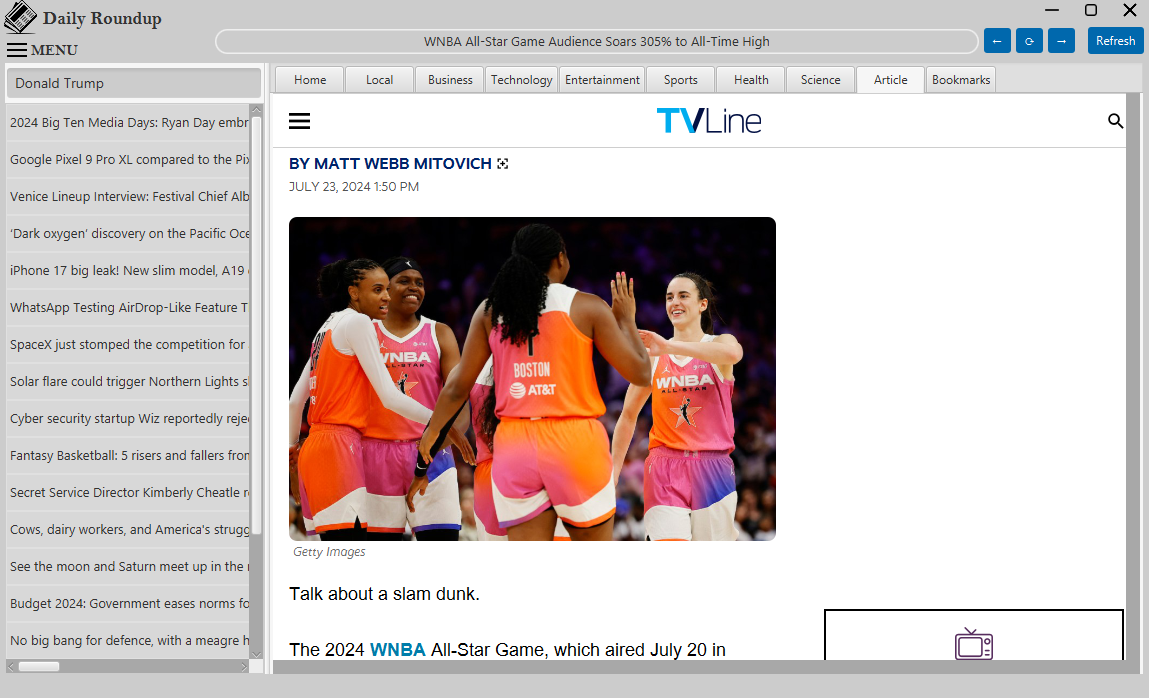 Daily Roundup
MENU
WNBA All-Star Game Audience Soars 305% to All-Time High
← ⟳ → Refresh
Donald Trump
2024 Big Ten Media Days: Ryan Day embr
Google Pixel 9 Pro XL compared to the Pix
Venice Lineup Interview: Festival Chief Alb
‘Dark oxygen’ discovery on the Pacific Oce
iPhone 17 big leak! New slim model, A19
WhatsApp Testing AirDrop-Like Feature T
SpaceX just stomped the competition for
Solar flare could trigger Northern Lights s
Cyber security startup Wiz reportedly reje
Fantasy Basketball: 5 risers and fallers from
Secret Service Director Kimberly Cheatle r
Cows, dairy workers, and America's strugg
See the moon and Saturn meet up in the
Budget 2024: Government eases norms fo
No big bang for defence, with a meagre h
Home Local Business Technology Entertainment Sports Health Science Article Bookmarks
TVLine
BY MATT WEBB MITOVICH
JULY 23, 2024 1:50 PM
WNBA
ALL-STAR
1
BOSTON
AT&T
WNBA
ALL-STAR
Getty Images
Talk about a slam dunk.
The 2024 WNBA All-Star Game, which aired July 20 in